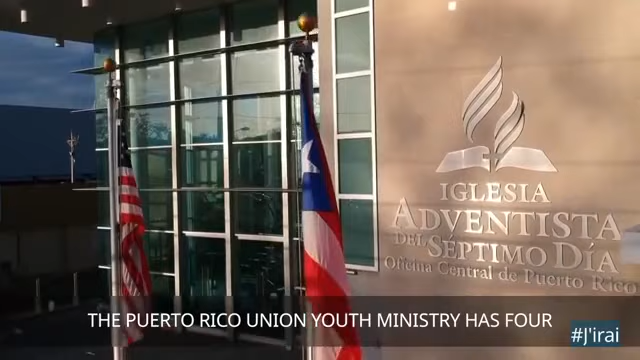 IGLESIA
ADVENTISTA
DEL SÉPTIMO DÍA
Oficina Central de Puerto Rico
THE PUERTO RICO UNION YOUTH MINISTRY HAS FOUR
#J'irai